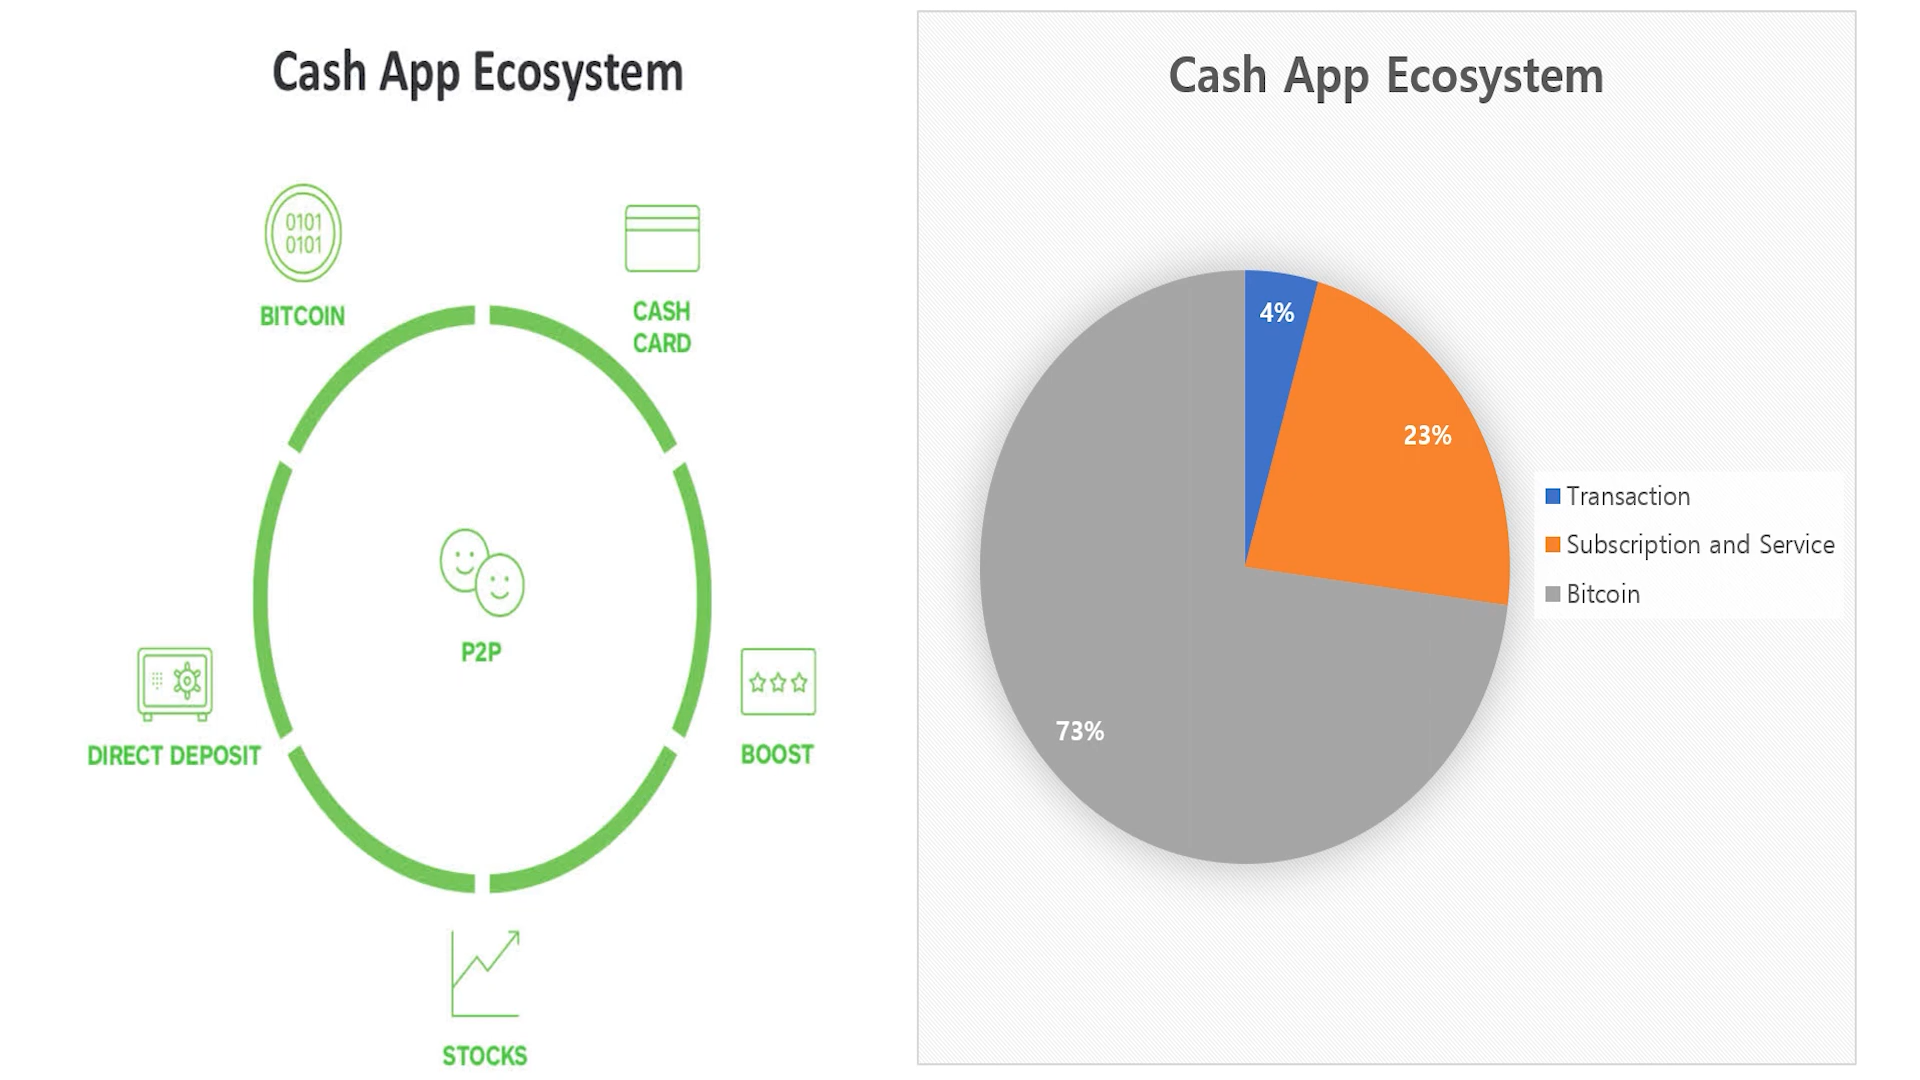 Cash App Ecosystem
0101
0101
BITCOIN
CASH
CARD
P2P
DIRECT DEPOSIT
BOOST
STOCKS
Cash App Ecosystem
4%
23%
73%
Transaction
Subscription and Service
Bitcoin